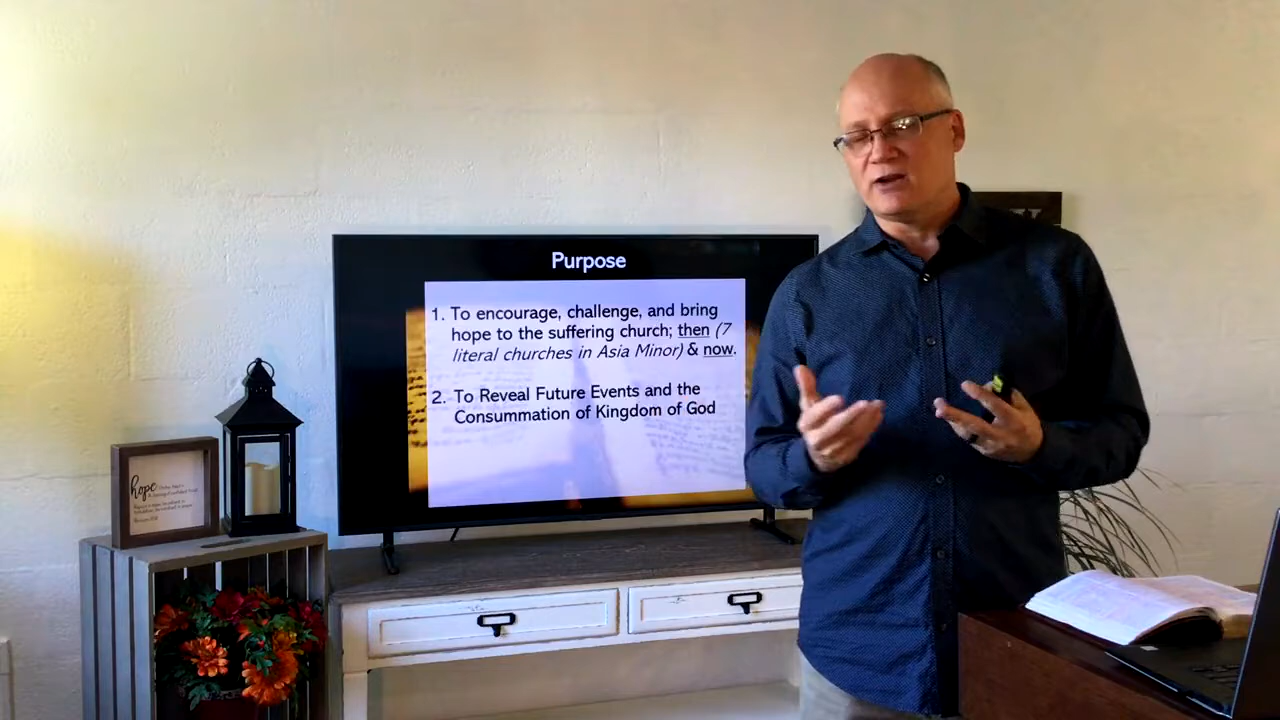 Purpose
1. To encourage, challenge, and bring
hope to the suffering church; then (7
literal churches in Asia Minor) & now.
2. To Reveal Future Events and the
Consummation of Kingdom of God
hope